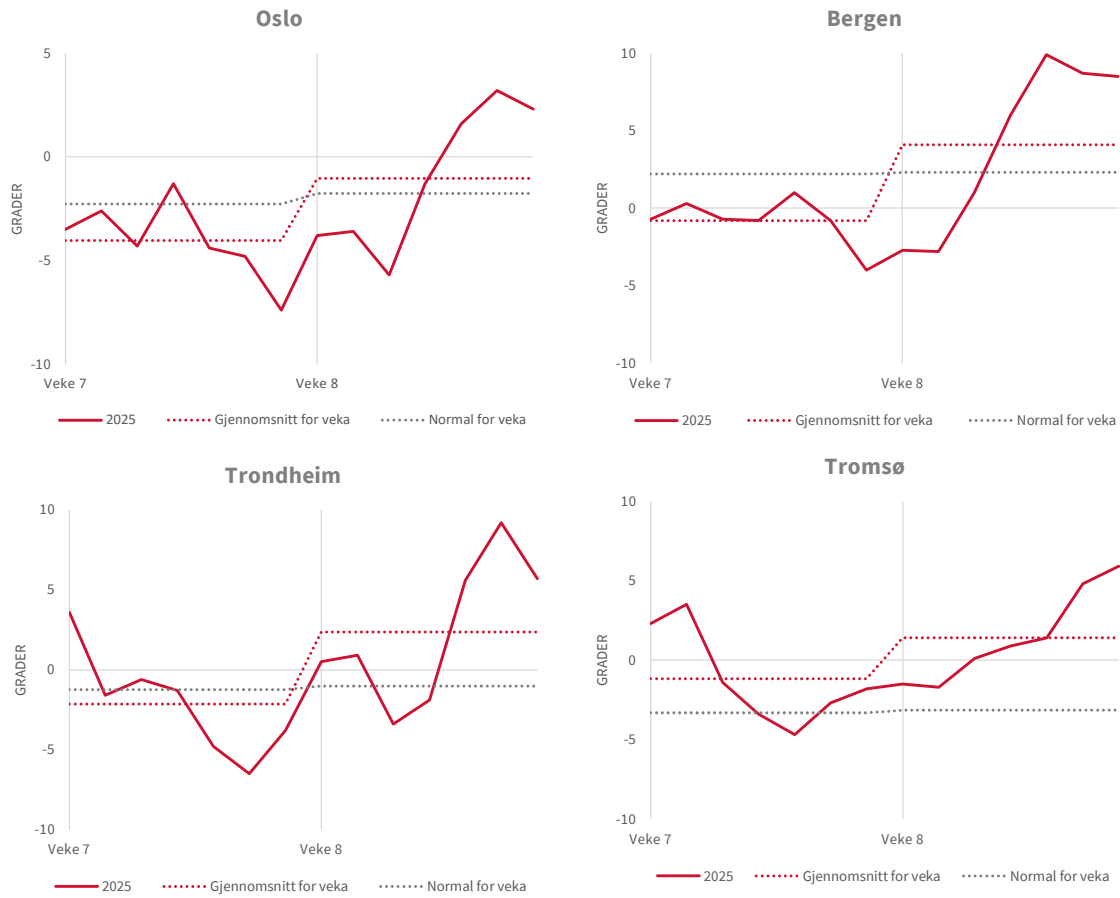 Oslo
5
0
-5
-10
GRADER
Veke 7 Veke 8
2025 Gjennomsnitt for veka Normal for veka
Bergen
10
5
0
-5
-10
GRADER
Veke 7 Veke 8
2025 Gjennomsnitt for veka Normal for veka
Trondheim
10
5
0
-5
-10
GRADER
Veke 7 Veke 8
2025 Gjennomsnitt for veka Normal for veka
Tromsø
10
5
0
-5
-10
GRADER
Veke 7 Veke 8
2025 Gjennomsnitt for veka Normal for veka